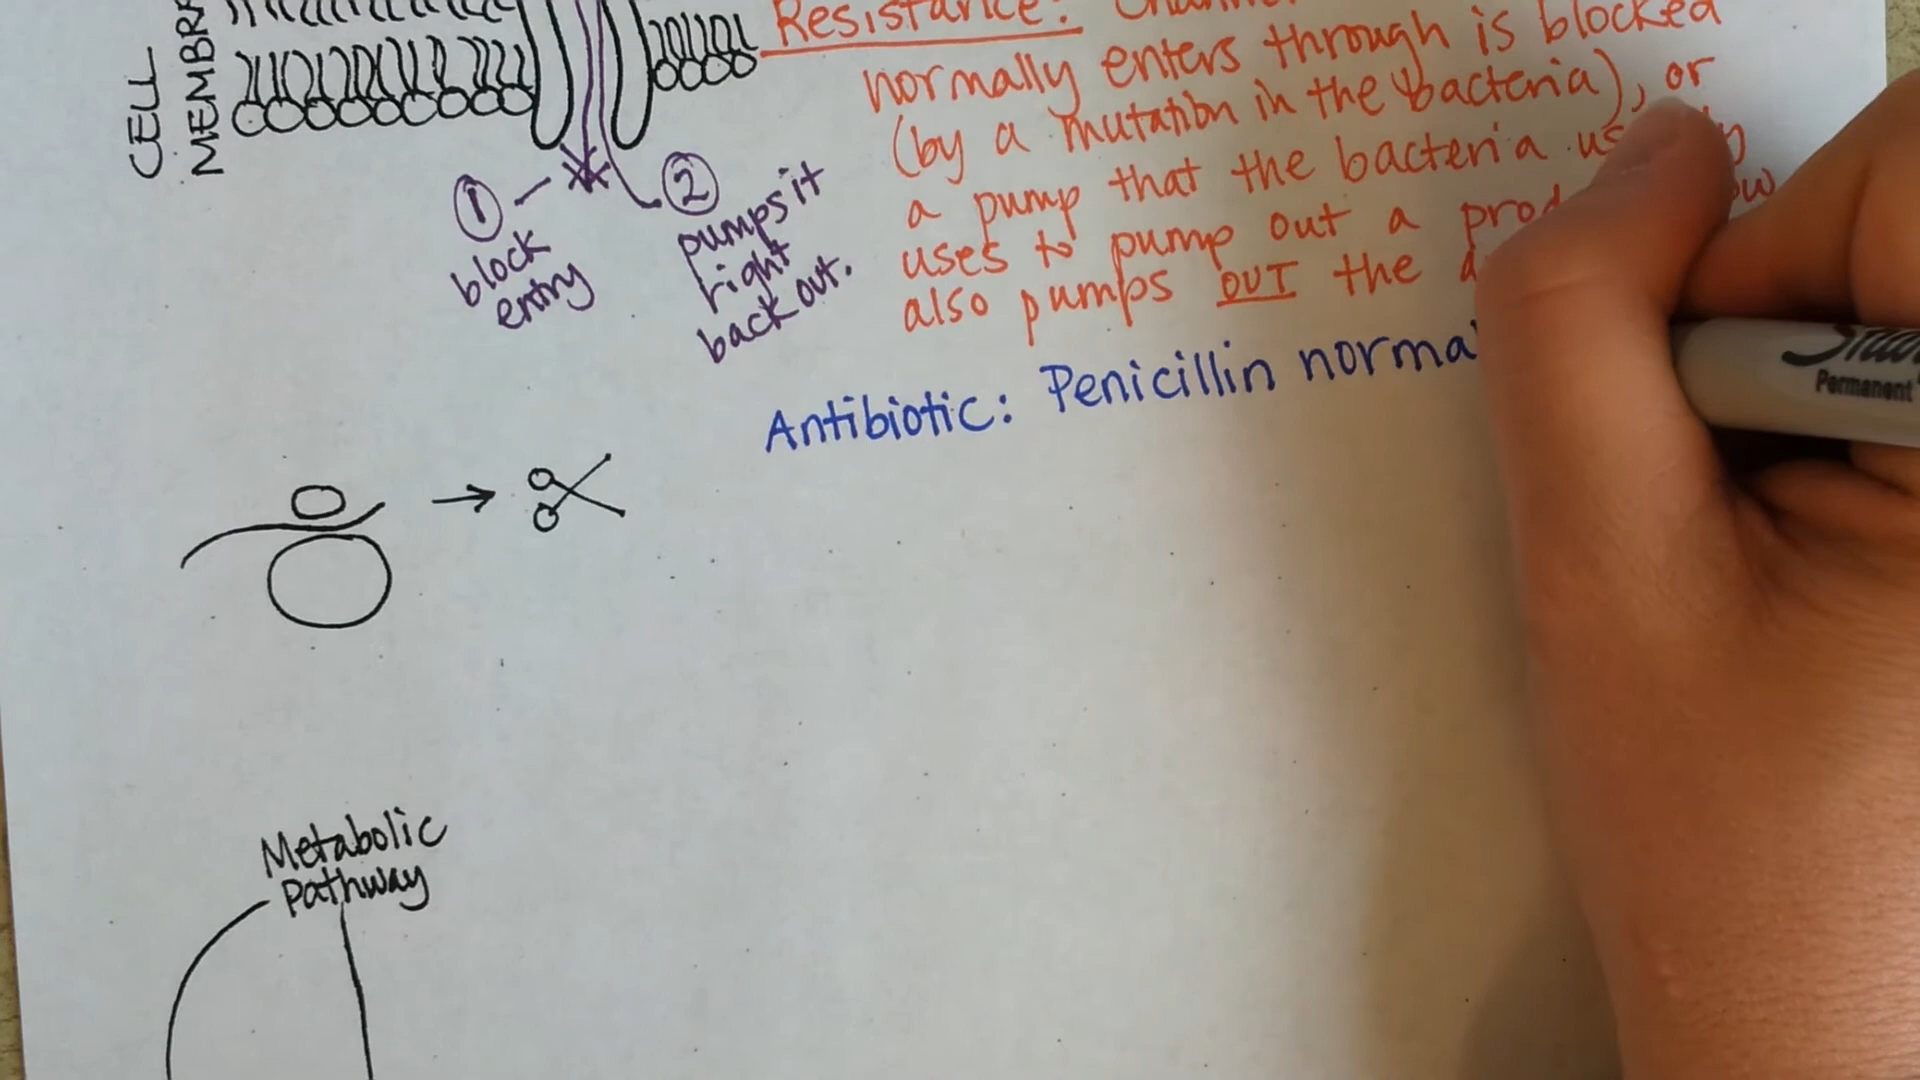 CELL
MEMBRA
Resistance:
normally enters through is blocked
(by a mutation in the bacteria), or
a pump that the bacteria
uses to pump out a
also pumps OUT the
① block
entry
② pumps it
right
back out.
Antibiotic: Penicillin norma
Metabolic
Pathway
Permanent